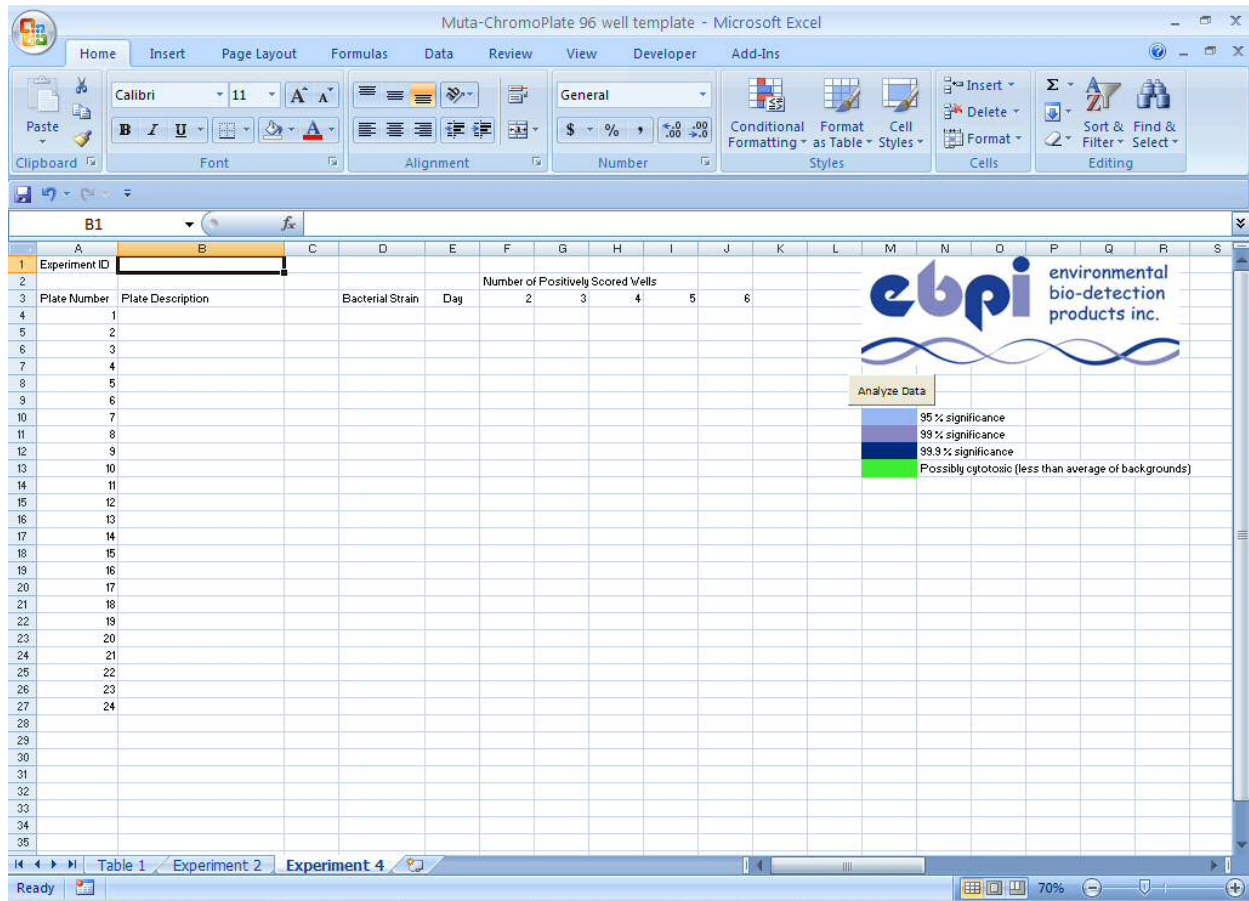 Muta-ChromoPlate 96 well template - Microsoft Excel
Home Insert Page Layout Formulas Data Review View Developer Add-Ins
Paste
Calibri 11 A A
B I U A
General
$ % , .0 .00 .00 .0
Conditional Formatting
Format as Table
Cell Styles
Insert
Delete
Format
Σ
Sort & Filter
Find & Select
Clipboard Font Alignment Number Styles Cells Editing
B1 fx
A B C D E F G H I J K L M N O P Q R S
1 Experiment ID
2 Number of Positively Scored Wells
3 Plate Number Plate Description Bacterial Strain Day 2 3 4 5 6
4 1
5 2
6 3
7 4
8 5
9 6
10 7
11 8
12 9
13 10
14 11
15 12
16 13
17 14
18 15
19 16
20 17
21 18
22 19
23 20
24 21
25 22
26 23
27 24
28
29
30
31
32
33
34
35
ebpi
environmental
bio-detection
products inc.
Analyze Data
95 % significance
99 % significance
99.9 % significance
Possibly cytotoxic (less than average of backgrounds)
Table 1 Experiment 2 Experiment 4
Ready 70%